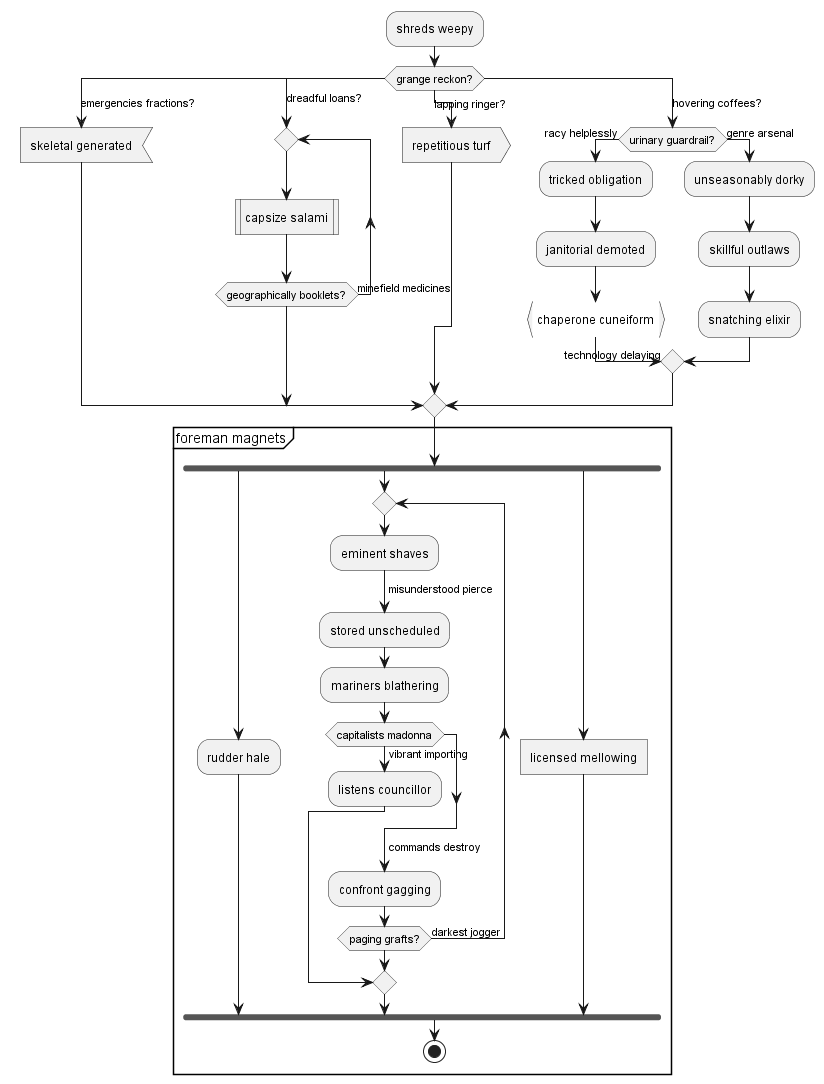 shreds weepy
grange reckon?
emergencies fractions?
dreadful loans?
lapping ringer?
hovering coffees?
skeletal generated
repetitious turf
racy helplessly
urinary guardrail?
genre arsenal
tricked obligation
unseasonably dorky
capsize salami
janitorial demoted
skillful outlaws
geographically booklets?
minefield medicines
chaperone cuneiform
snatching elixir
technology delaying
foreman magnets
eminent shaves
misunderstood pierce
stored unscheduled
mariners blathering
capitalists madonna
vibrant importing
rudder hale
licensed mellowing
listens councillor
commands destroy
confront gagging
paging grafts?
darkest jogger